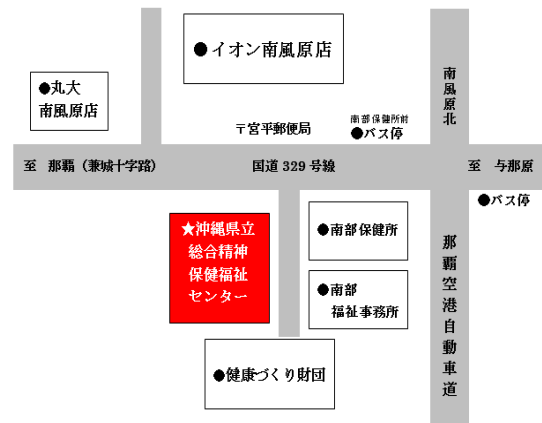 ●イオン南風原店
●丸大
南風原店
南風原北
南部保健所前
●バス停
〒宮平郵便局
至 那覇（兼城十字路）
国道 329 号線
至 与那原
●バス停
★沖縄県立
総合精神
保健福祉
センター
●南部保健所
●南部
福祉事務所
那覇空港自動車道
●健康づくり財団